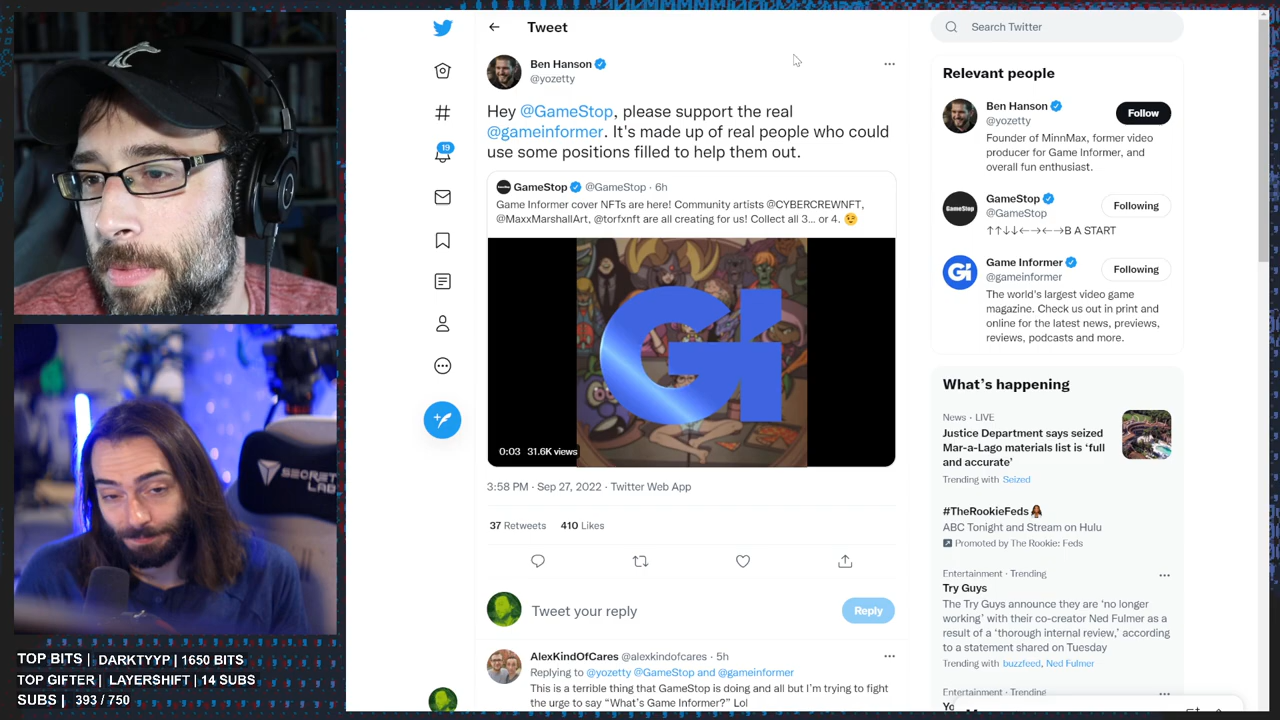 Tweet
Ben Hanson
@yozetty
Hey @GameStop, please support the real
@gameinformer. It's made up of real people who could
use some positions filled to help them out.
GameStop @GameStop · 6h
Game Informer cover NFTs are here! Community artists @CYBERCREWNFT,
@MaxxMarshallArt, @torfxnft are all creating for us! Collect all 3... or 4. 😉
Gi
0:03 31.6K views
3:58 PM · Sep 27, 2022 · Twitter Web App
37 Retweets 410 Likes
Tweet your reply
Reply
AlexKindOfCares @alexkindofcares · 5h
Replying to @yozetty @GameStop and @gameinformer
This is a terrible thing that GameStop is doing and all but I'm trying to fight
the urge to say “What's Game Informer?” Lol
19
Search Twitter
Relevant people
Ben Hanson
@yozetty
Follow
Founder of MinnMax, former video
producer for Game Informer, and
overall fun enthusiast.
GameStop
GameStop
@GameStop
Following
↑↑↓↓←→←→B A START
Gi
Game Informer
@gameinformer
Following
The world's largest video game
magazine. Check us out in print and
online for the latest news, previews,
reviews, podcasts and more.
What's happening
News · LIVE
Justice Department says seized
Mar-a-Lago materials list is ‘full
and accurate’
Trending with Seized
#TheRookieFeds
ABC Tonight and Stream on Hulu
Promoted by The Rookie: Feds
Entertainment · Trending
Try Guys
The Try Guys announce they are ‘no longer
working’ with their co-creator Ned Fulmer as a
result of a ‘thorough internal review,’ according
to a statement shared on Tuesday
Trending with buzzfeed, Ned Fulmer
Entertainment · Trending
SECRET
LAB
TOP BITS | DARKTYYP | 1650 BITS
TOP GIFTER | LAYERSHIFT | 14 SUBS
SUBS | 393 / 750